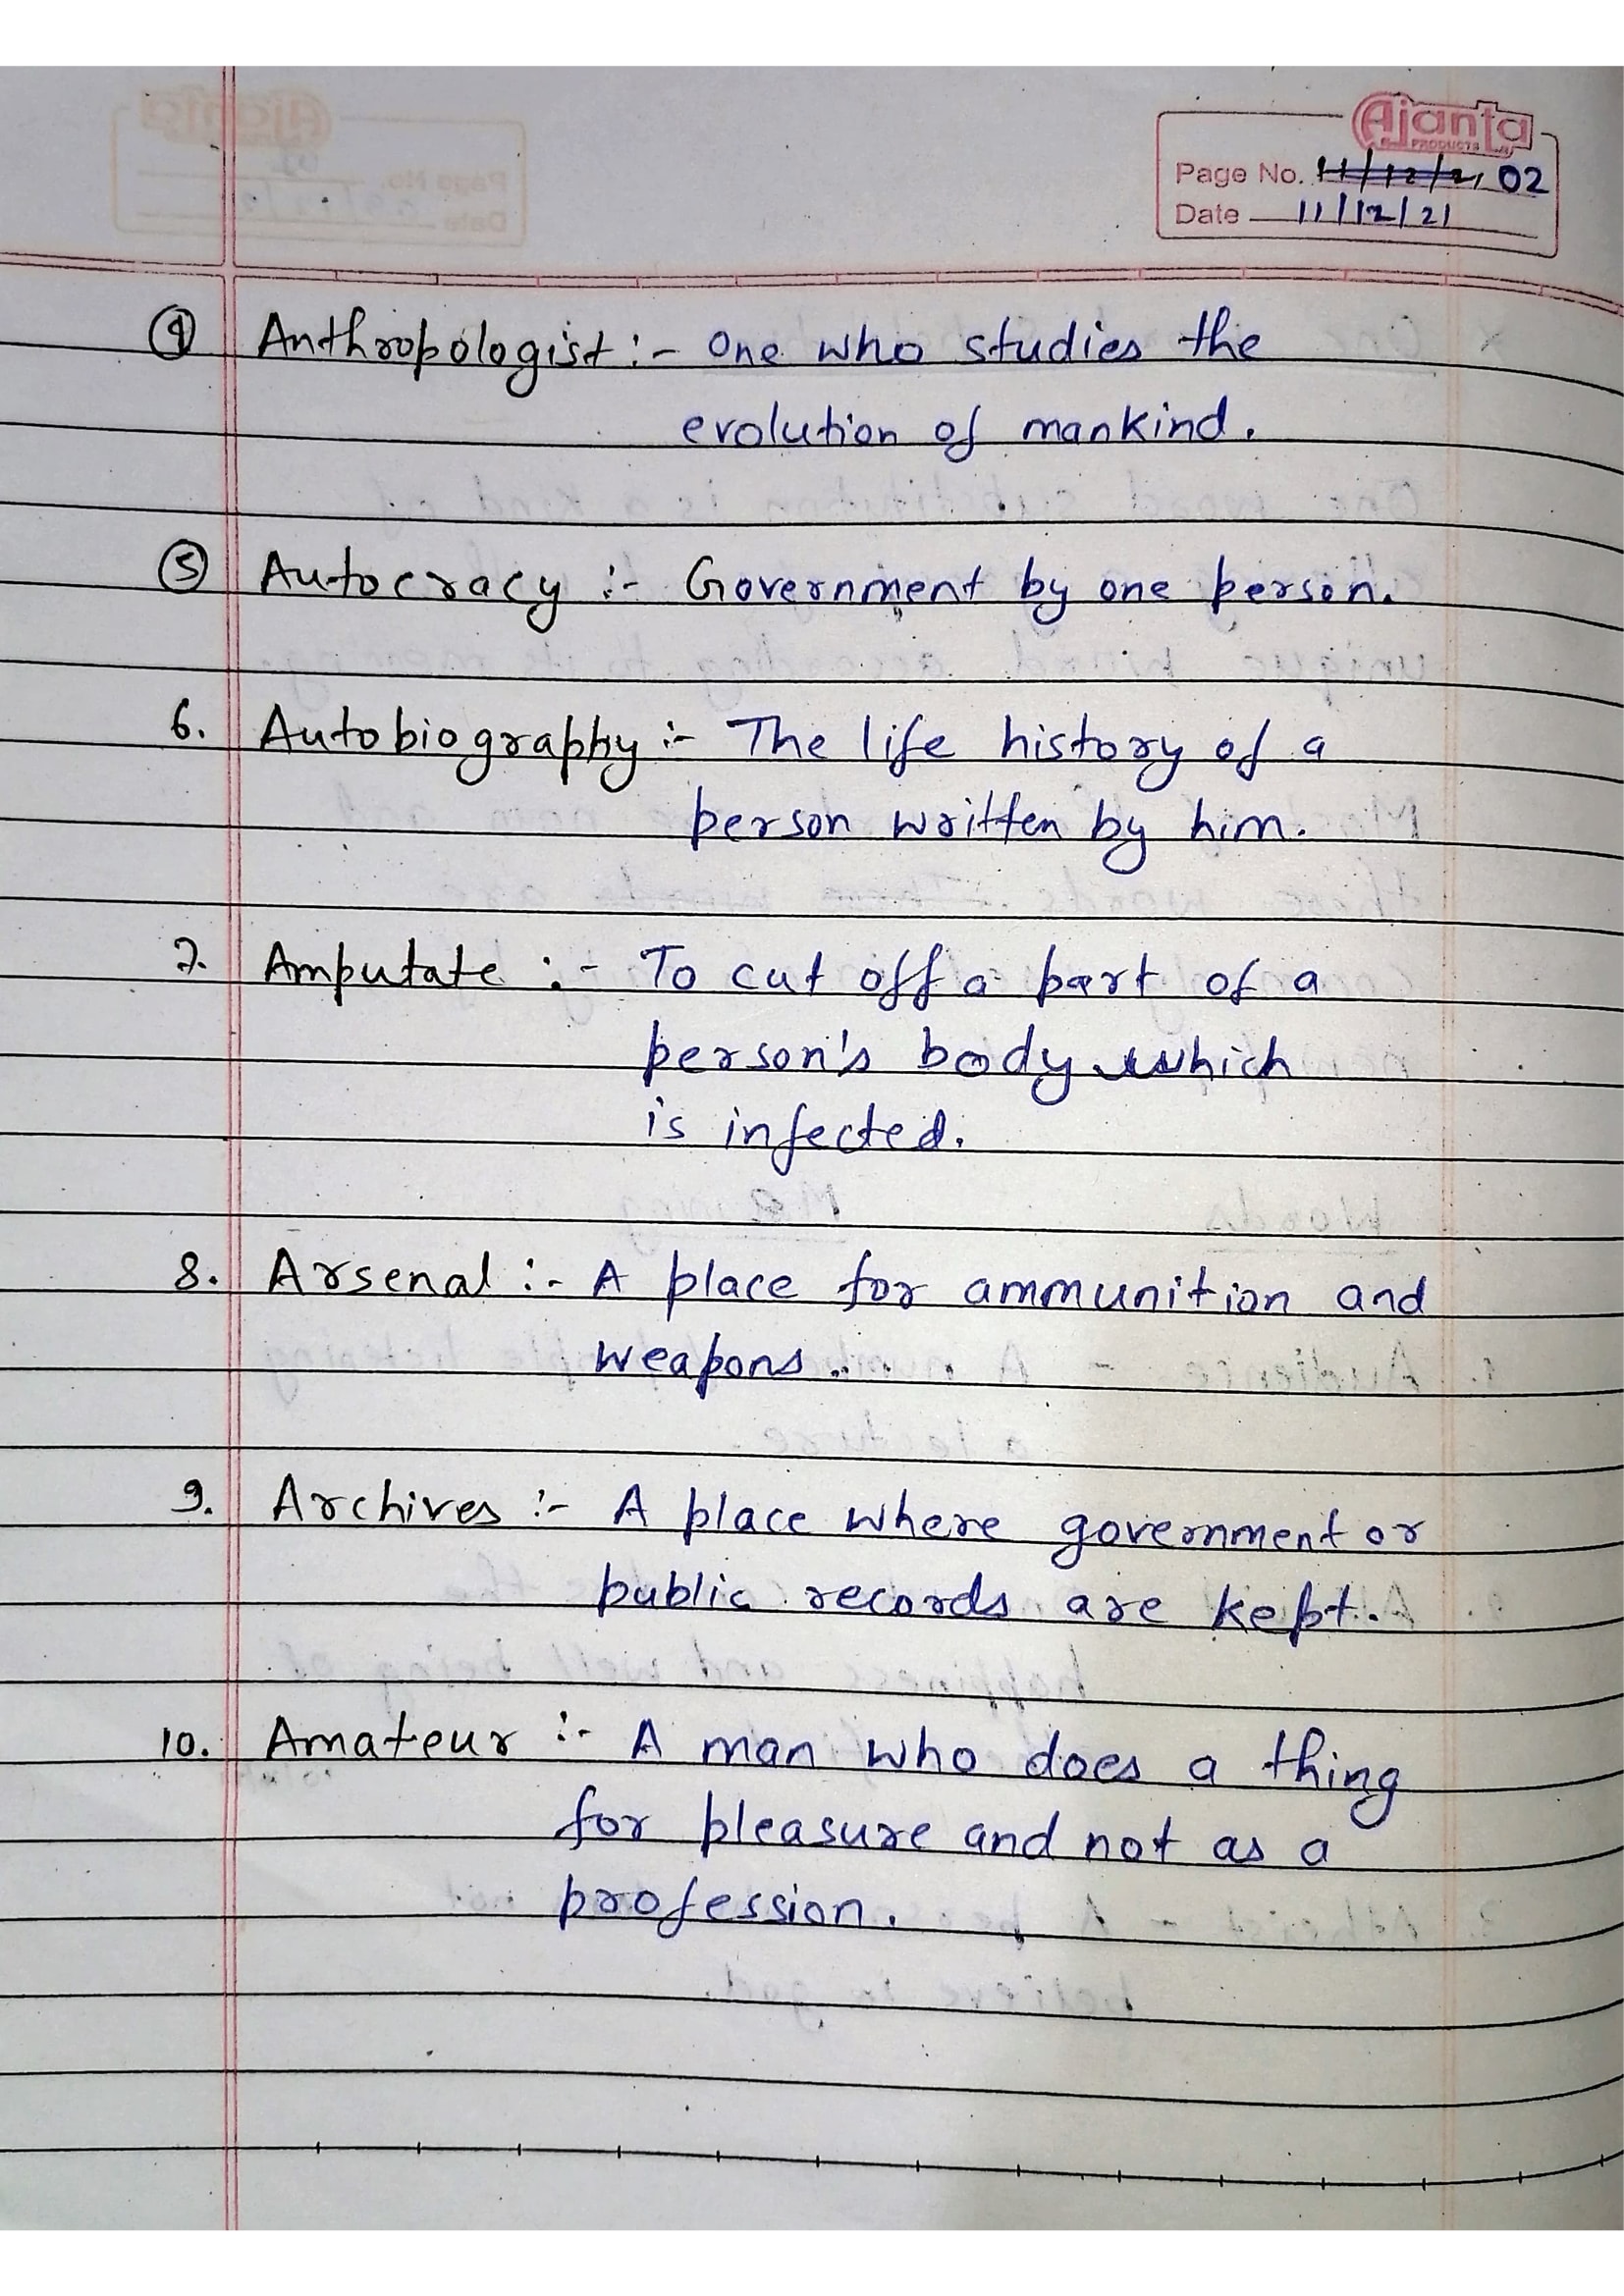 Ajanta
PRODUCTS
Page No. 11/12/21 02
Date 11/12/21
④ Anthropologist :- One who studies the
evolution of mankind.
⑤ Autocracy :- Government by one person.
6. Autobiography :- The life history of a
person written by him.
7. Amputate :- To cut off a part of a
person's body which
is infected.
8. Arsenal :- A place for ammunition and
weapons.
9. Archives :- A place where government or
public records are kept.
10. Amateur :- A man who does a thing
for pleasure and not as a
profession.